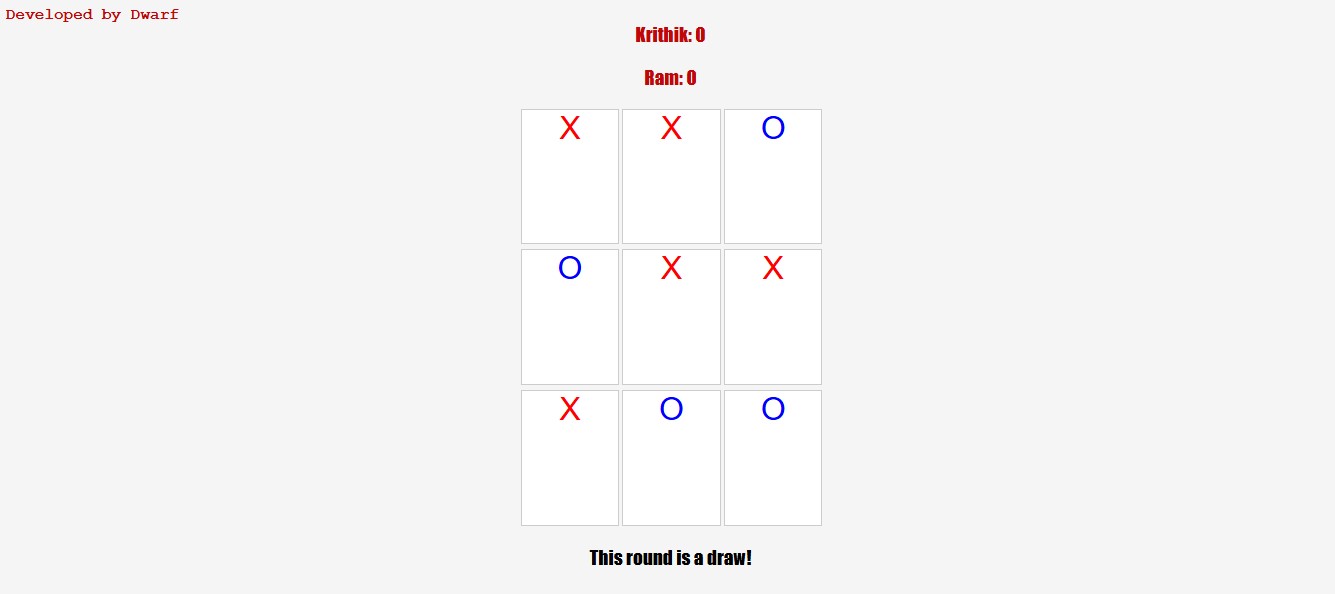 Developed by Dwarf
Krithik: 0
Ram: 0
X X O
O X X
X O O
This round is a draw!